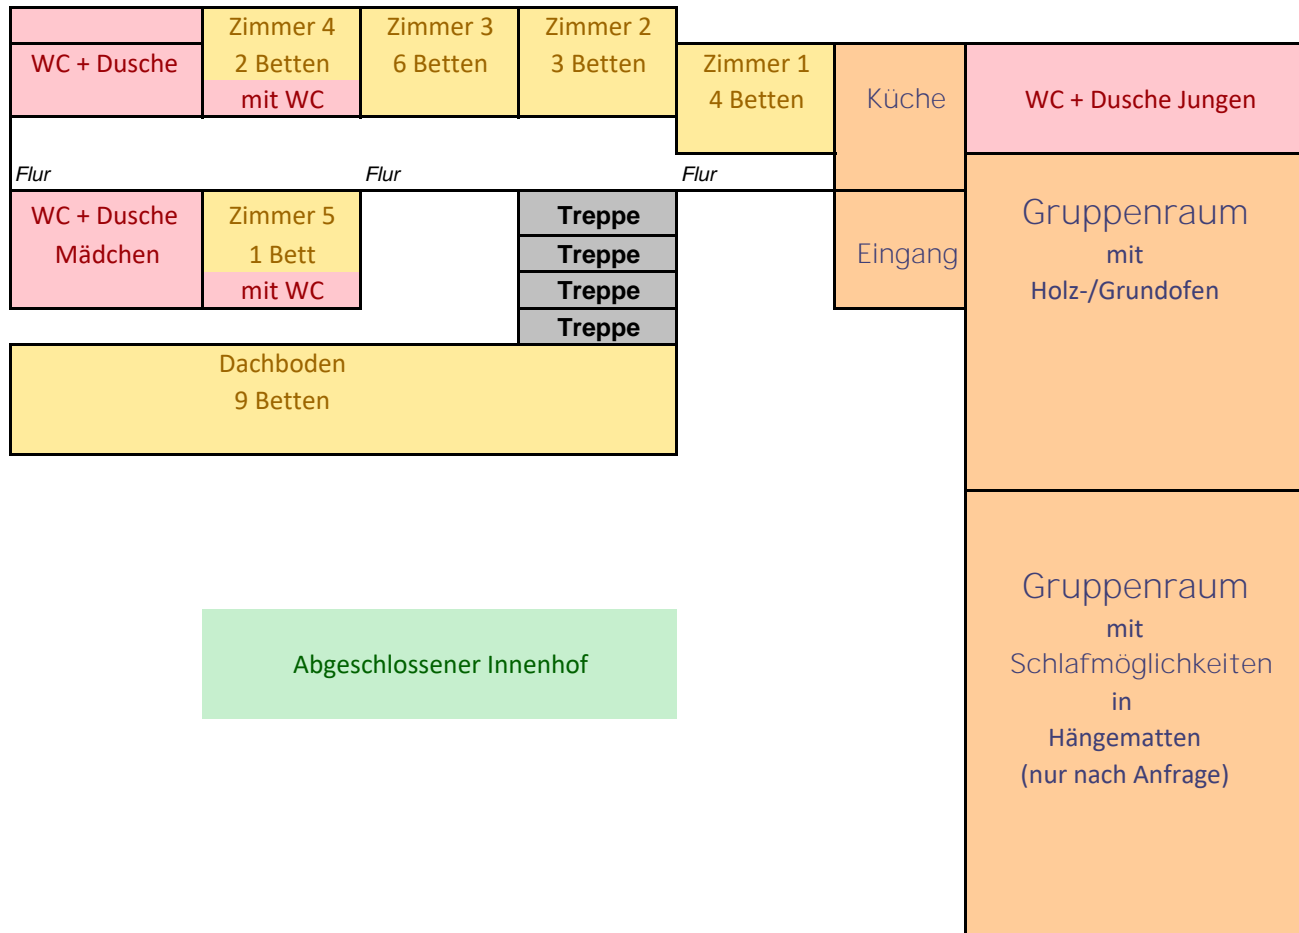 WC + Dusche
Zimmer 4
2 Betten
mit WC
Zimmer 3
6 Betten
Zimmer 2
3 Betten
Zimmer 1
4 Betten
Küche
WC + Dusche Jungen
Flur
Flur
Flur
WC + Dusche
Mädchen
Zimmer 5
1 Bett
mit WC
Treppe
Treppe
Treppe
Treppe
Eingang
Gruppenraum
mit
Holz-/Grundofen
Dachboden
9 Betten
Abgeschlossener Innenhof
Gruppenraum
mit
Schlafmöglichkeiten
in
Hängematten
(nur nach Anfrage)